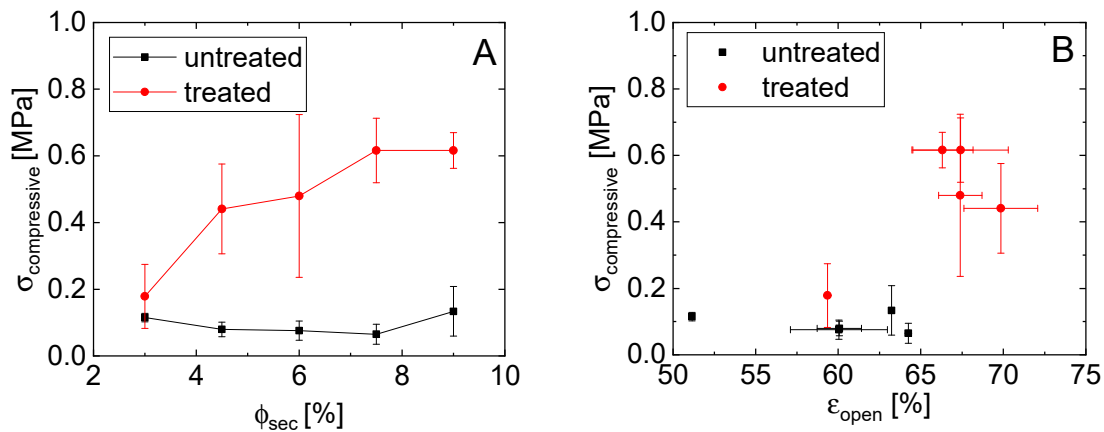 A
untreated
treated
σcompressive [MPa]
1.0
0.8
0.6
0.4
0.2
0.0
2 4 6 8 10
ϕsec [%]
B
untreated
treated
σcompressive [MPa]
1.0
0.8
0.6
0.4
0.2
0.0
50 55 60 65 70 75
εopen [%]